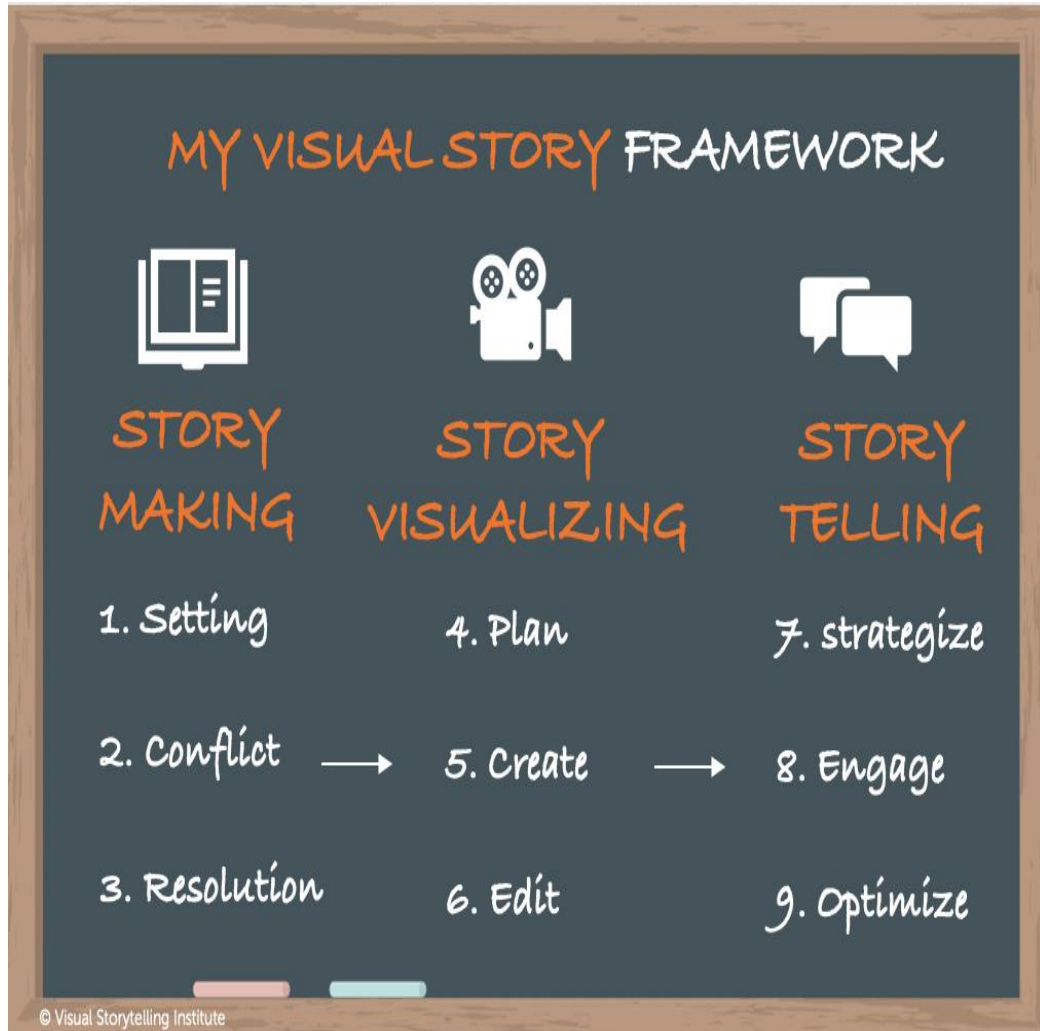 MY VISUAL STORY FRAMEWORK
STORY
MAKING
1. Setting
2. Conflict
3. Resolution
STORY
VISUALIZING
4. Plan
5. Create
6. Edit
STORY
TELLING
7. strategize
8. Engage
9. Optimize
© Visual Storytelling Institute